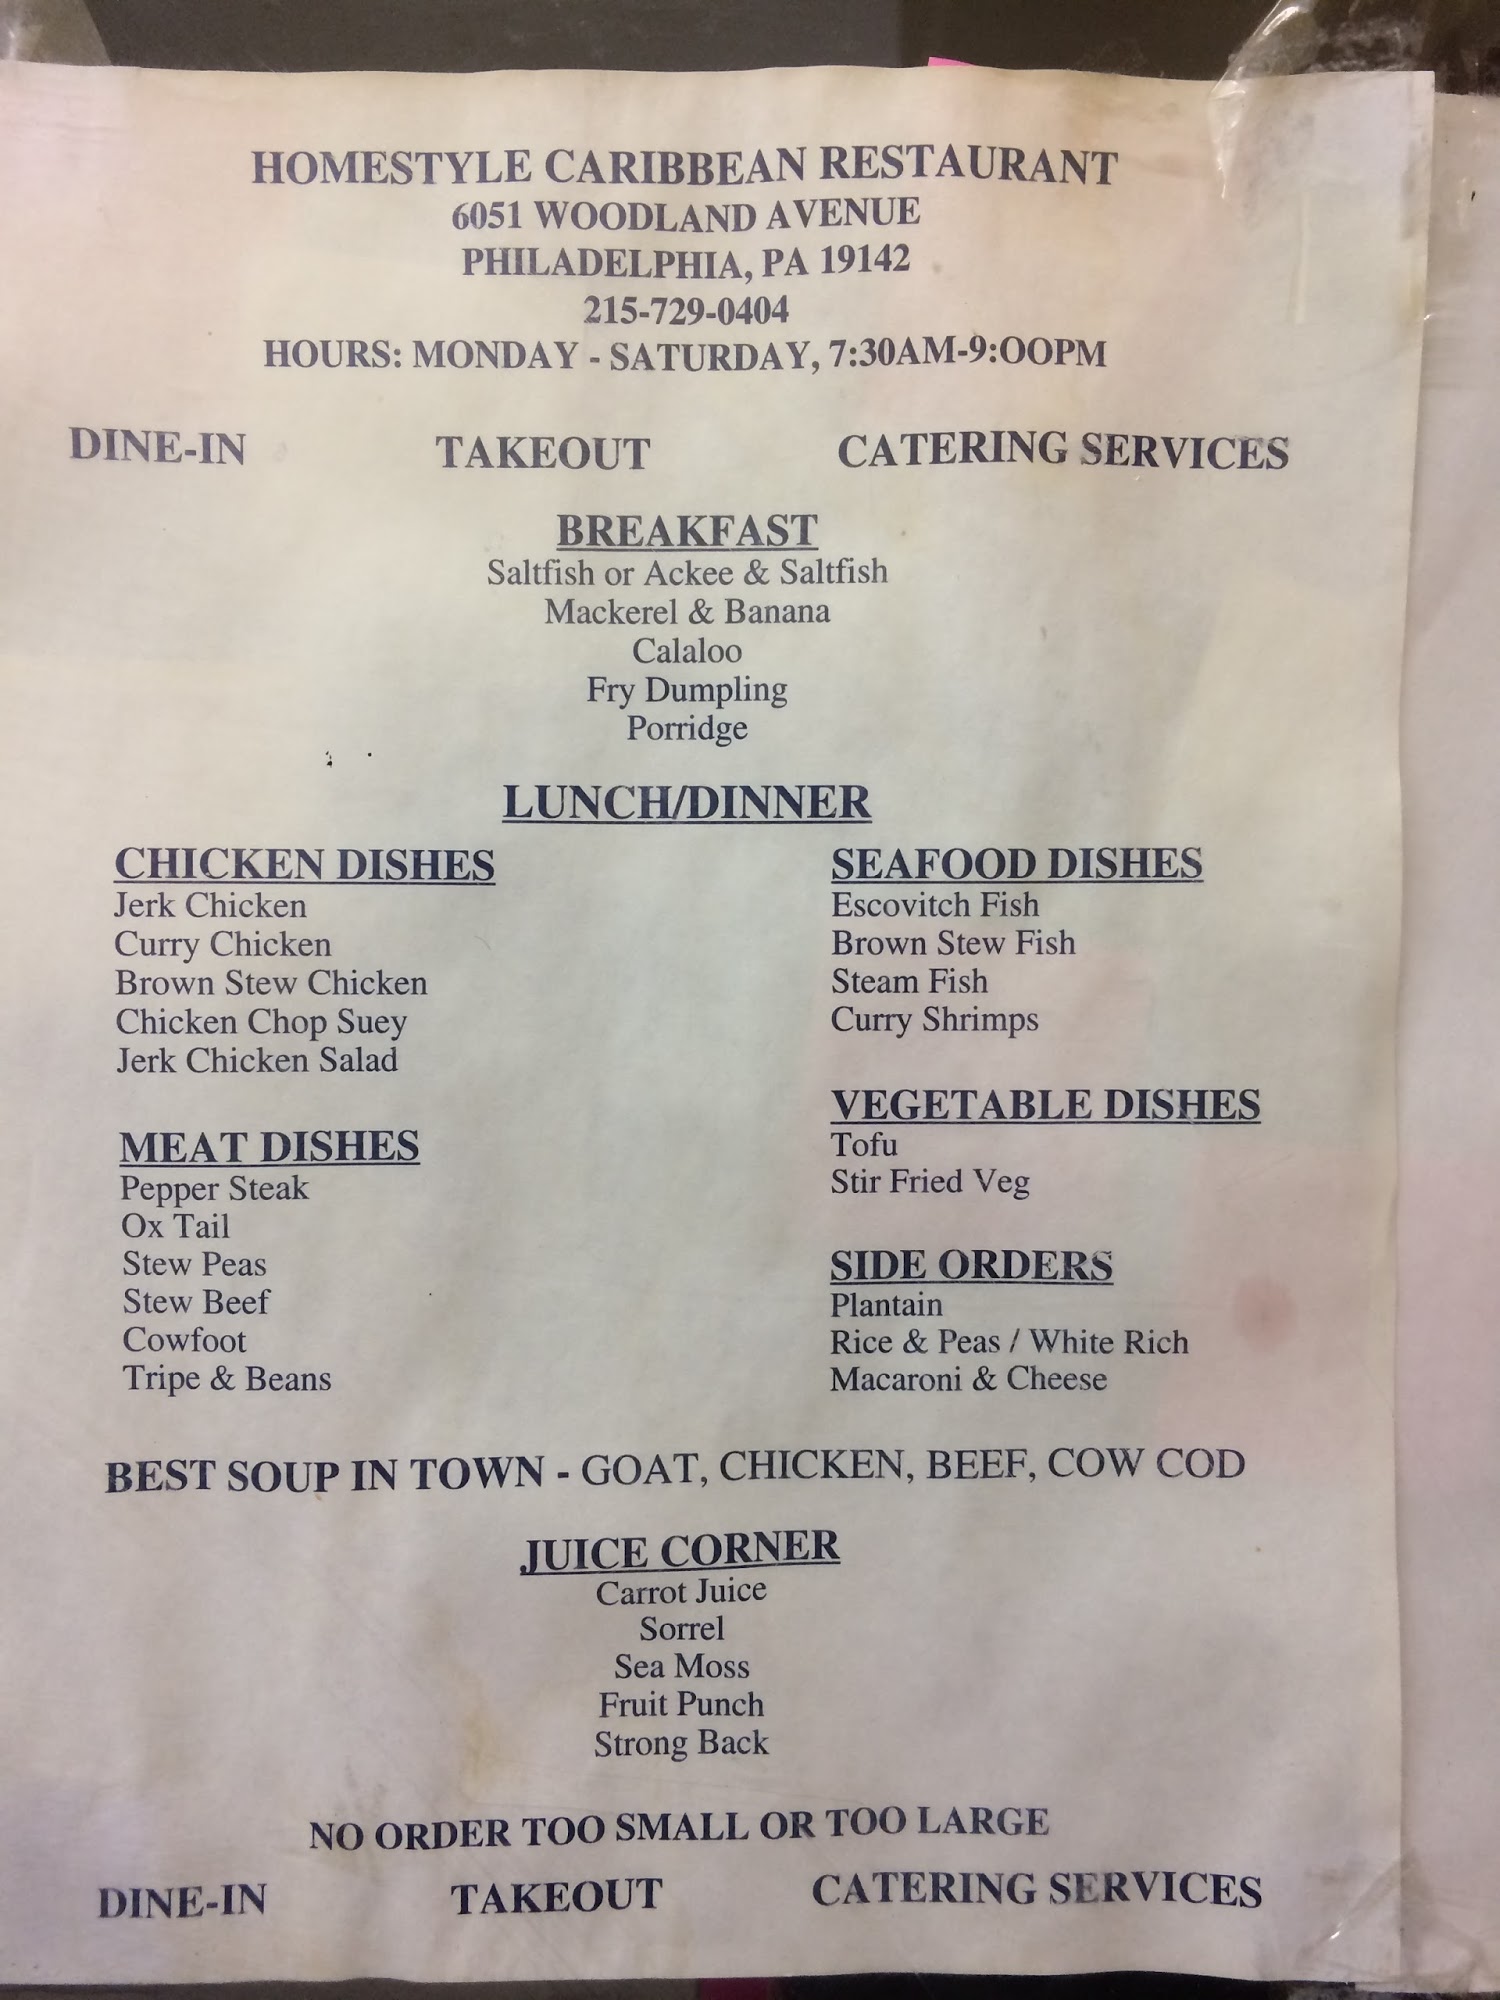 HOMESTYLE CARIBBEAN RESTAURANT
6051 WOODLAND AVENUE
PHILADELPHIA, PA 19142
215-729-0404
HOURS: MONDAY - SATURDAY, 7:30AM-9:OOPM
DINE-IN TAKEOUT CATERING SERVICES
BREAKFAST
Saltfish or Ackee & Saltfish
Mackerel & Banana
Calaloo
Fry Dumpling
Porridge
LUNCH/DINNER
CHICKEN DISHES
Jerk Chicken
Curry Chicken
Brown Stew Chicken
Chicken Chop Suey
Jerk Chicken Salad
MEAT DISHES
Pepper Steak
Ox Tail
Stew Peas
Stew Beef
Cowfoot
Tripe & Beans
SEAFOOD DISHES
Escovitch Fish
Brown Stew Fish
Steam Fish
Curry Shrimps
VEGETABLE DISHES
Tofu
Stir Fried Veg
SIDE ORDERS
Plantain
Rice & Peas / White Rich
Macaroni & Cheese
BEST SOUP IN TOWN - GOAT, CHICKEN, BEEF, COW COD
JUICE CORNER
Carrot Juice
Sorrel
Sea Moss
Fruit Punch
Strong Back
NO ORDER TOO SMALL OR TOO LARGE
DINE-IN TAKEOUT CATERING SERVICES